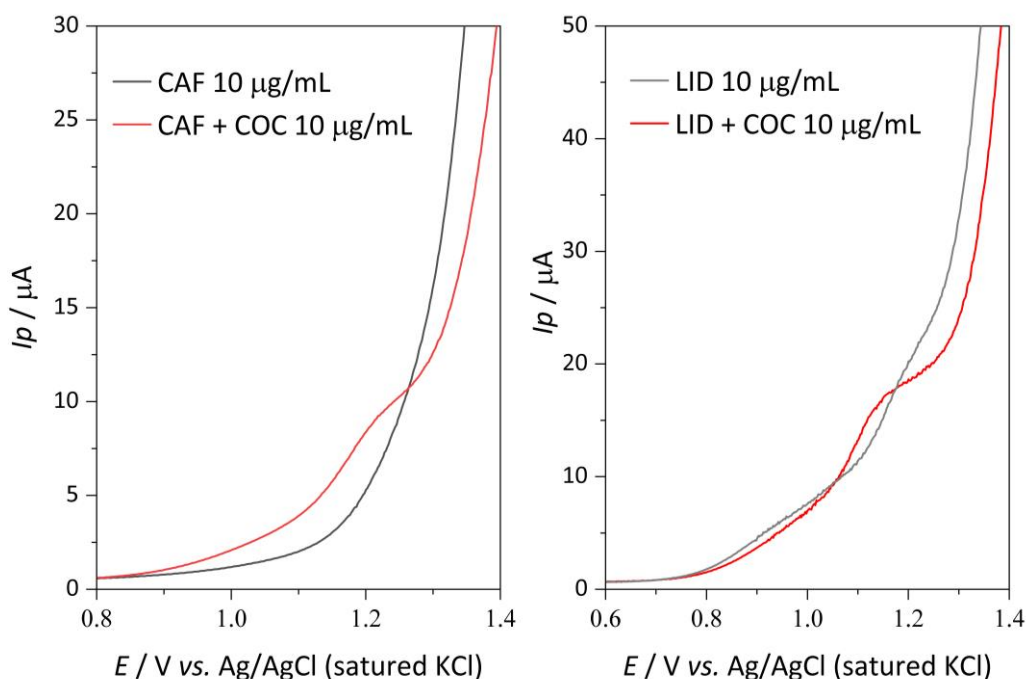 30
25
20
15
10
5
0
Ip / µA
CAF 10 µg/mL
CAF + COC 10 µg/mL
0.8 1.0 1.2 1.4
E / V vs. Ag/AgCl (satured KCl)
50
40
30
20
10
0
Ip / µA
LID 10 µg/mL
LID + COC 10 µg/mL
0.6 0.8 1.0 1.2 1.4
E / V vs. Ag/AgCl (satured KCl)